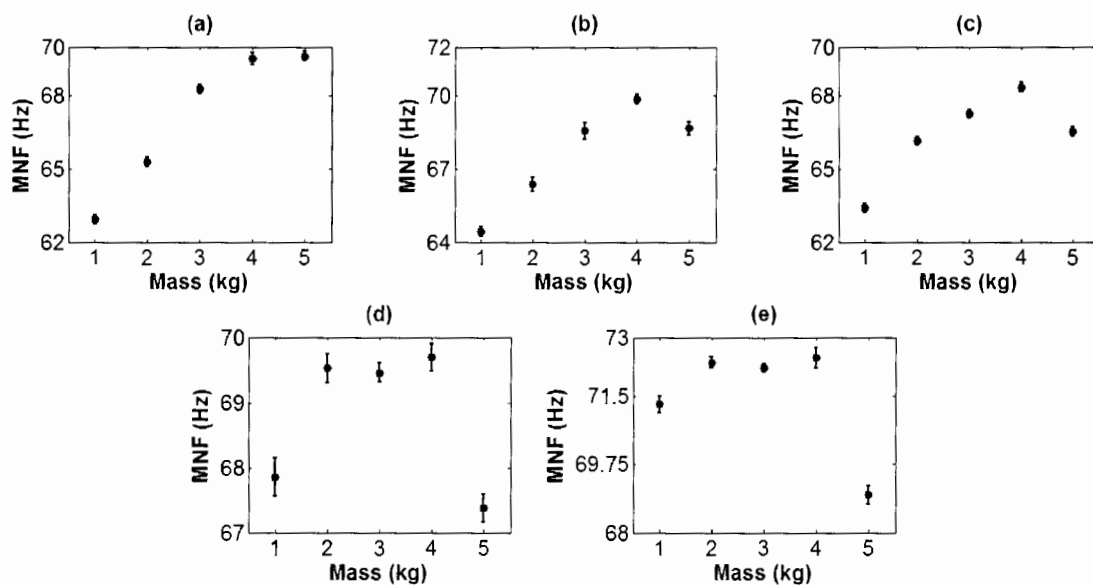 (a)
70
68
65
62
MNF (Hz)
1 2 3 4 5
Mass (kg)
(b)
72
70
67
64
MNF (Hz)
1 2 3 4 5
Mass (kg)
(c)
70
68
65
62
MNF (Hz)
1 2 3 4 5
Mass (kg)
(d)
70
69
68
67
MNF (Hz)
1 2 3 4 5
Mass (kg)
(e)
73
71.5
69.75
68
MNF (Hz)
1 2 3 4 5
Mass (kg)